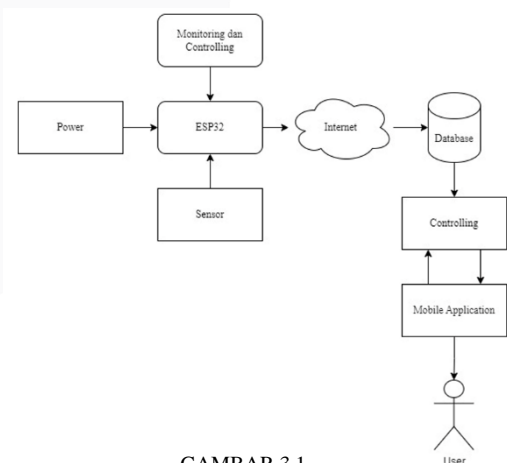 Monitoring dan
Controlling
Power
ESP32
Internet
Database
Sensor
Controlling
Mobile Application
User
GAMBAR 3.1